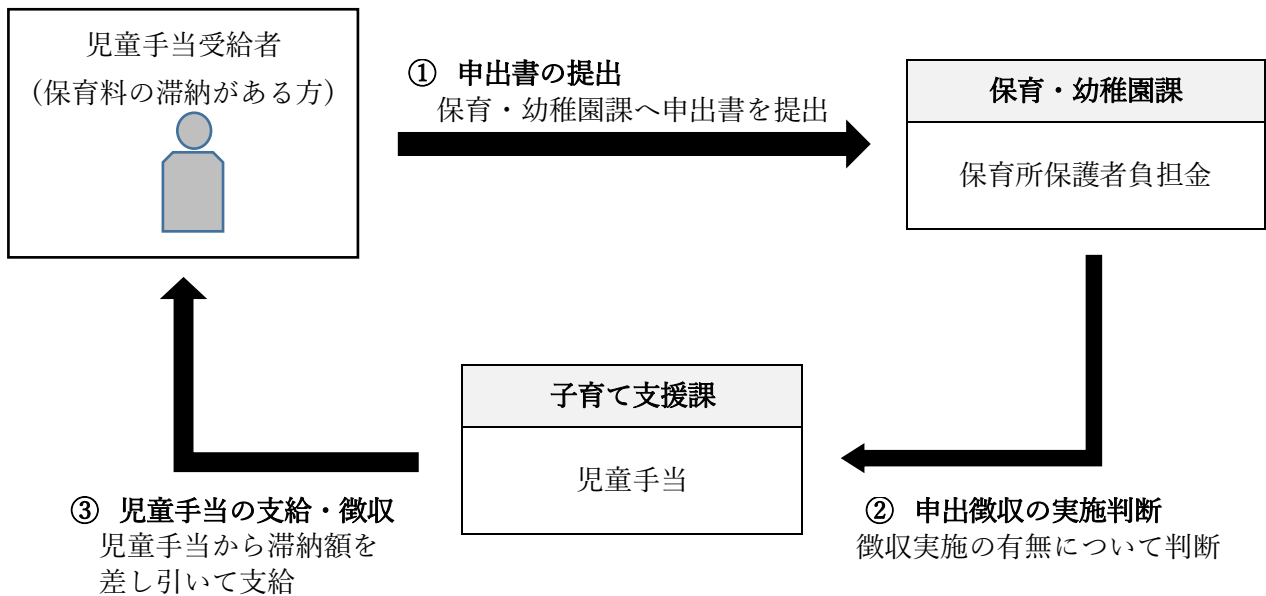 児童手当受給者
（保育料の滞納がある方）
① 申出書の提出
保育・幼稚園課へ申出書を提出
保育・幼稚園課
保育所保護者負担金
② 申出徴収の実施判断
徴収実施の有無について判断
子育て支援課
児童手当
③ 児童手当の支給・徴収
児童手当から滞納額を
差し引いて支給